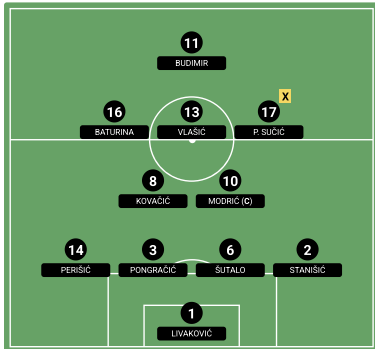 11
BUDIMIR
X
16 13 17
BATURINA VLAŠIĆ P. SUČIĆ
8 10
KOVAČIĆ MODRIĆ (C)
14 3 6 2
PERIŠIĆ PONGRAČIĆ ŠUTALO STANIŠIĆ
1
LIVAKOVIĆ